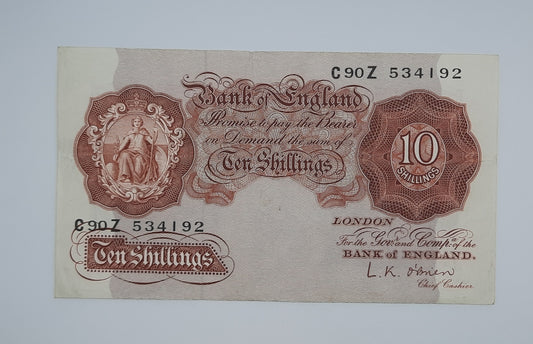 C90Z 534192
Bank of England
Promise to pay the Bearer
on Demand the sum of
Ten Shillings
10
SHILLINGS
C90Z 534192
LONDON
For the Govr. and Compa. of the
BANK OF ENGLAND.
Ten Shillings
L.K. O'Brien
Chief Cashier.